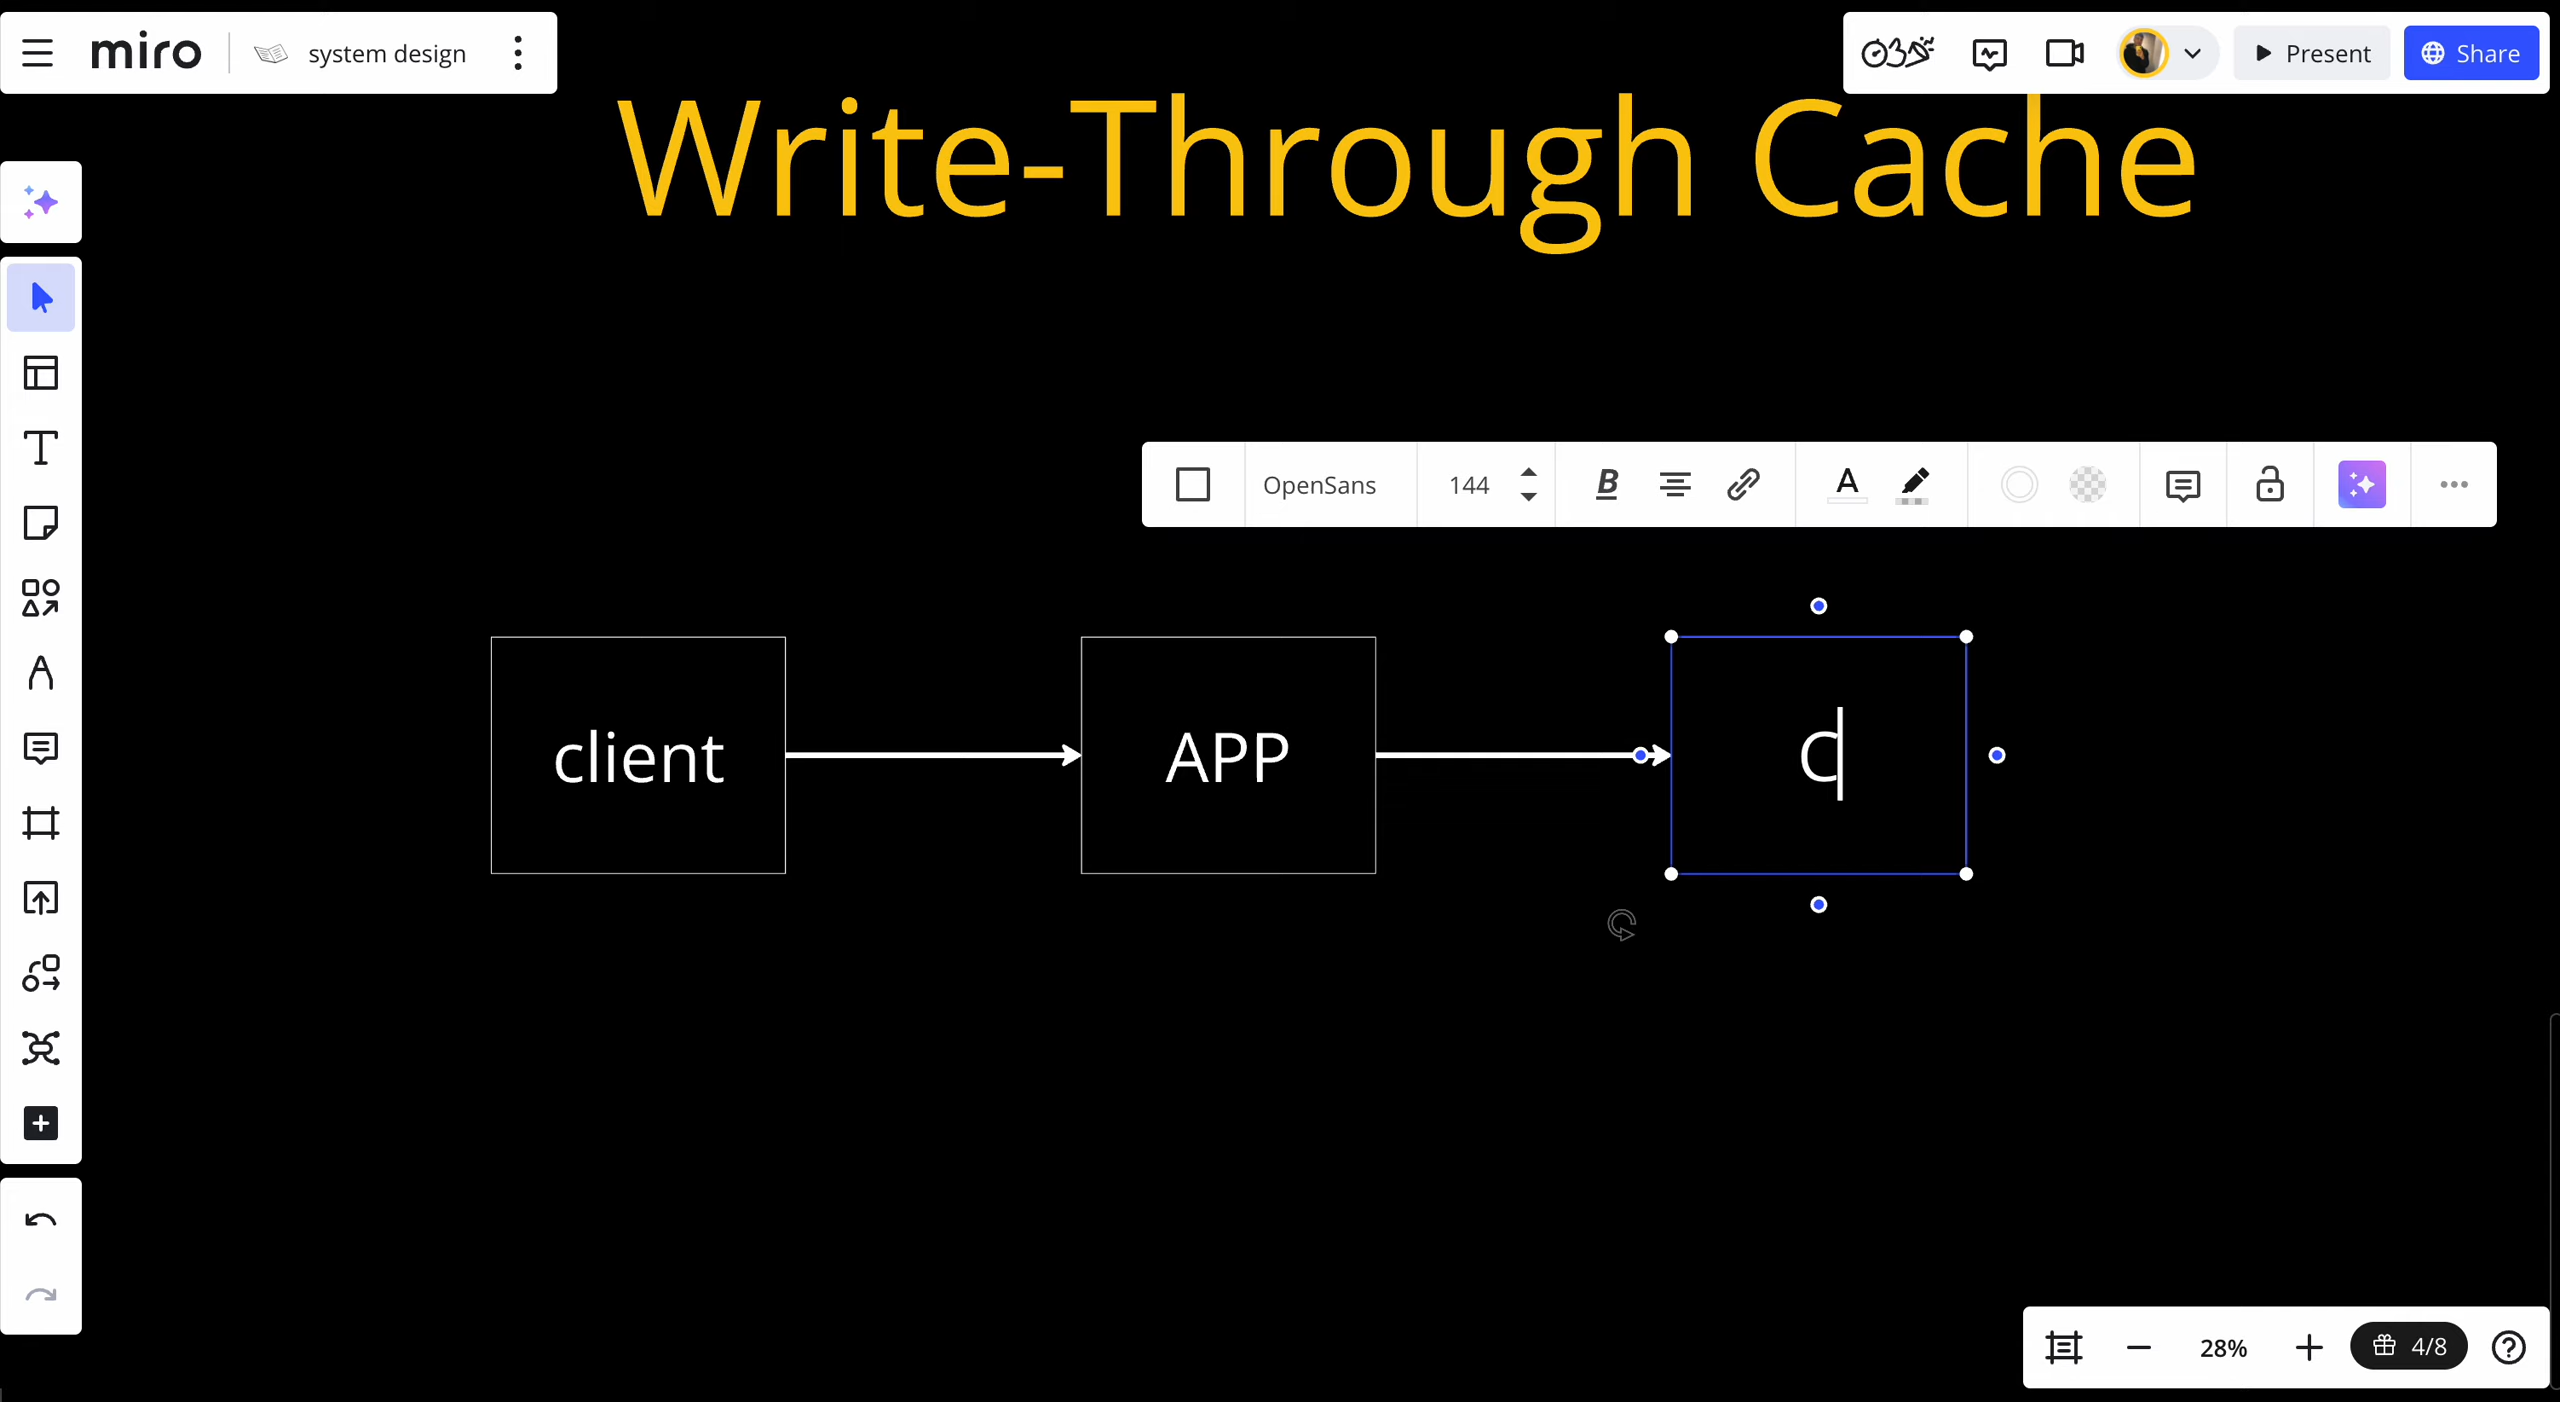 miro system design Present Share
Write-Through Cache
OpenSans 144 B A
client APP C
28% 4/8